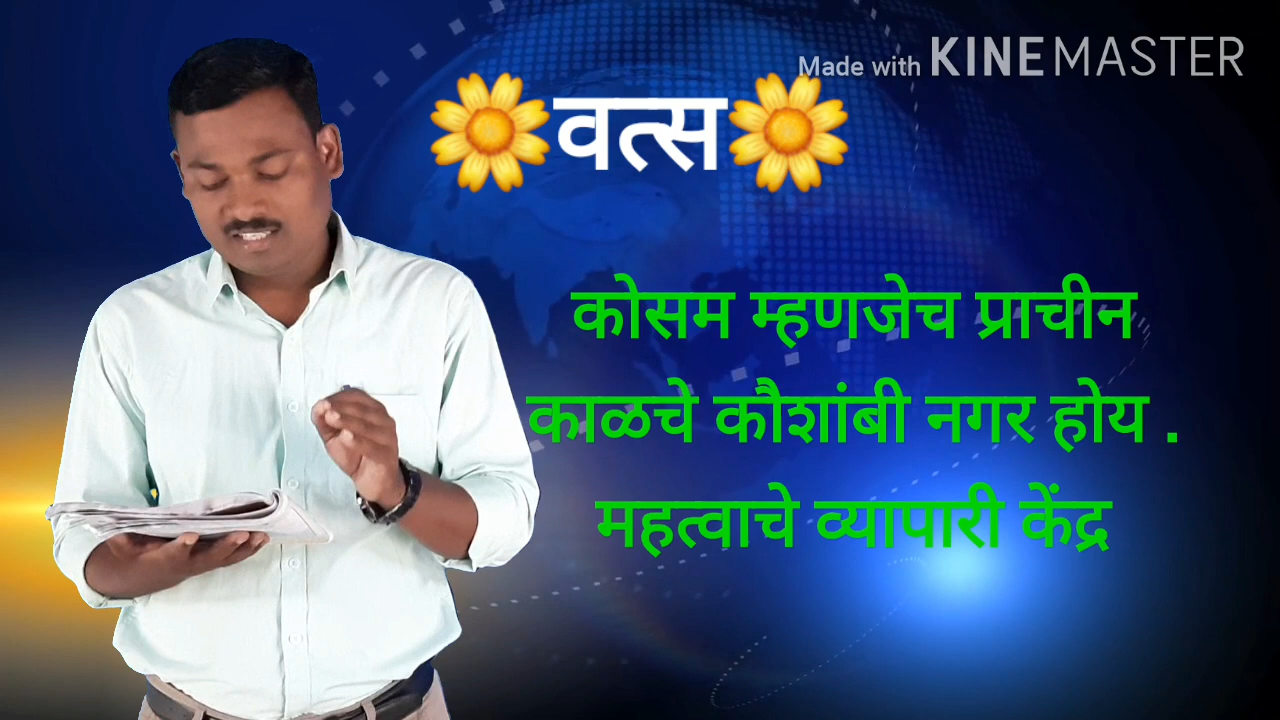 Made with KINEMASTER
🌼वत्स🌼
कोसम म्हणजेच प्राचीन
काळचे कौशांबी नगर होय .
महत्वाचे व्यापारी केंद्र